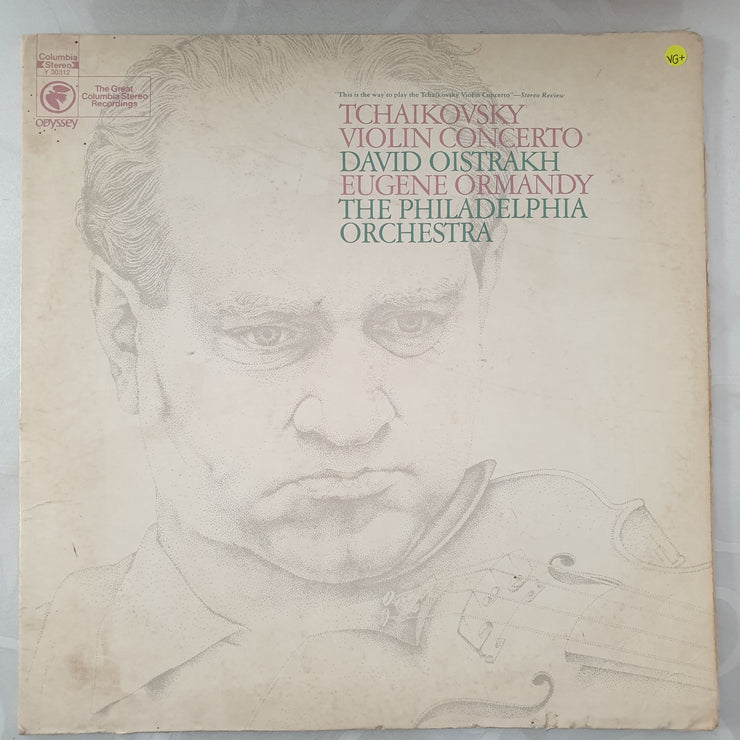 Columbia
Stereo
Y 30312
The Great
Columbia Stereo
Recordings
ODYSSEY
VG+
"This is the way to play the Tchaikovsky Violin Concerto"—Stereo Review
TCHAIKOVSKY
VIOLIN CONCERTO
DAVID OISTRAKH
EUGENE ORMANDY
THE PHILADELPHIA
ORCHESTRA